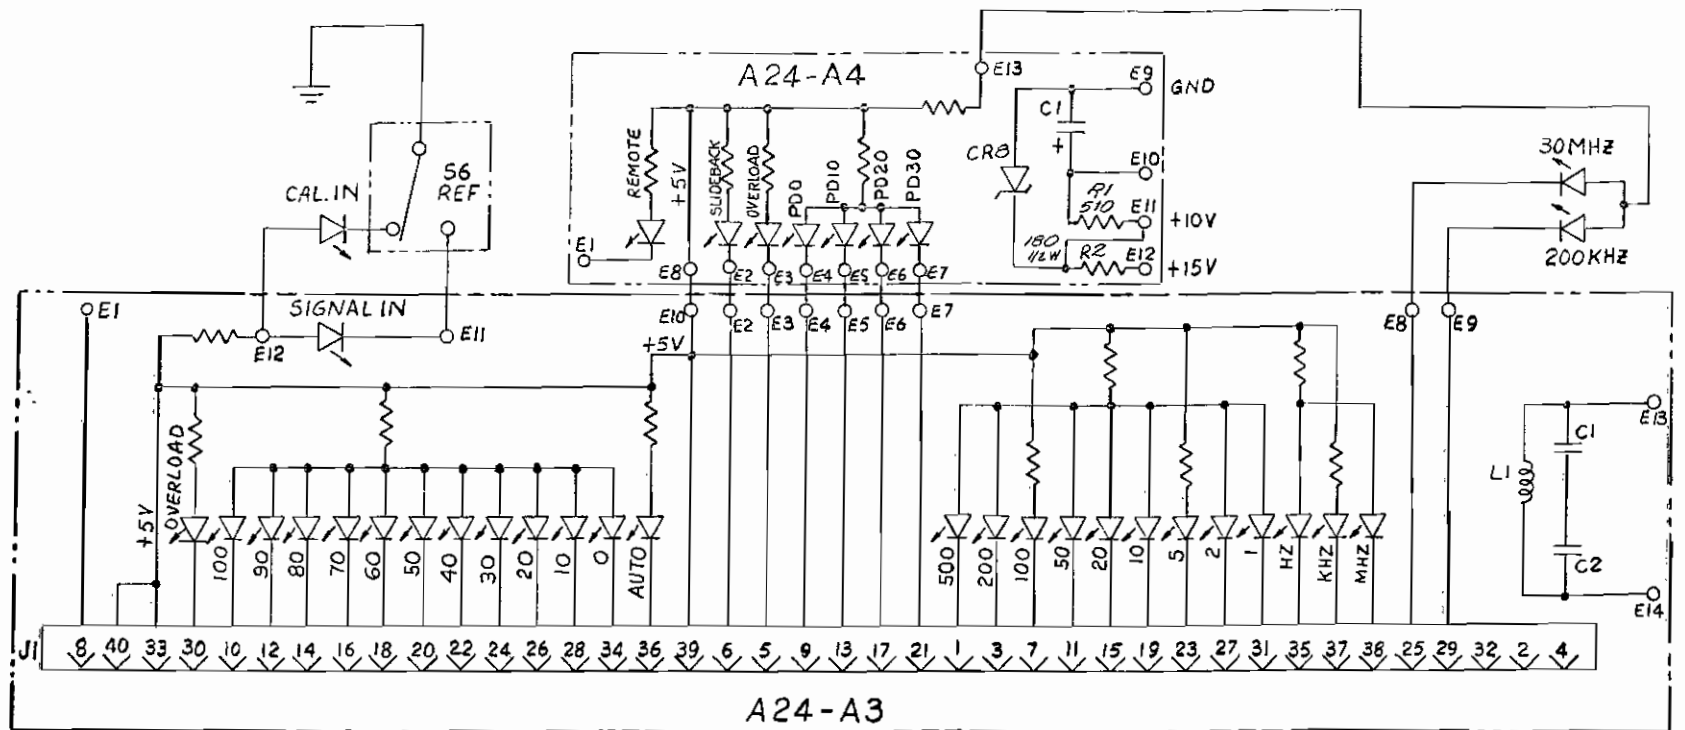 A24-A4
E13
E9
GND
C1
+
CR8
E10
R1
510
E11
+10V
180
1/2W
R2
E12
+15V
REMOTE
+5V
SLIDEBACK
OVERLOAD
PD0
PD10
PD20
PD30
E1
E8
E2
E3
E4
E5
E6
E7
S6
REF
CAL.IN
SIGNAL IN
E12
E11
30MHZ
200KHZ
E1
E10
E2
E3
E4
E5
E6
E7
E8
E9
+5V
+5V
OVERLOAD
100
90
80
70
60
50
40
30
20
10
0
AUTO
500
200
100
50
20
10
5
2
1
HZ
KHZ
MHZ
L1
C1
C2
E13
E14
J1
8 40 33 30 10 12 14 16 18 20 22 24 26 28 34 36 39 6 5 9 13 17 21 1 3 7 11 15 19 23 27 31 35 37 38 25 29 32 2 4
A24-A3